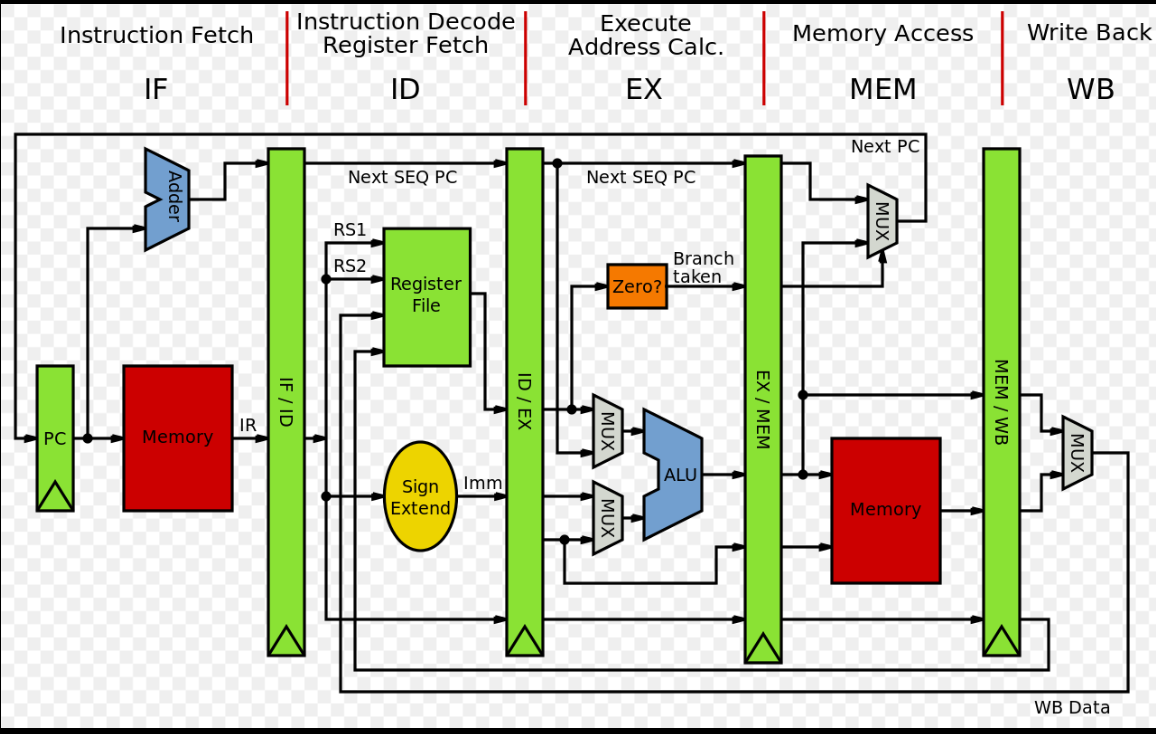 Instruction Fetch
IF
Instruction Decode
Register Fetch
ID
Execute
Address Calc.
EX
Memory Access
MEM
Write Back
WB
Next PC
Adder
Next SEQ PC
Next SEQ PC
MUX
RS1
RS2
Register
File
Zero?
Branch
taken
PC
Memory
IR
IF / ID
ID / EX
EX / MEM
MEM / WB
MUX
ALU
MUX
Sign
Extend
Imm
Memory
MUX
WB Data